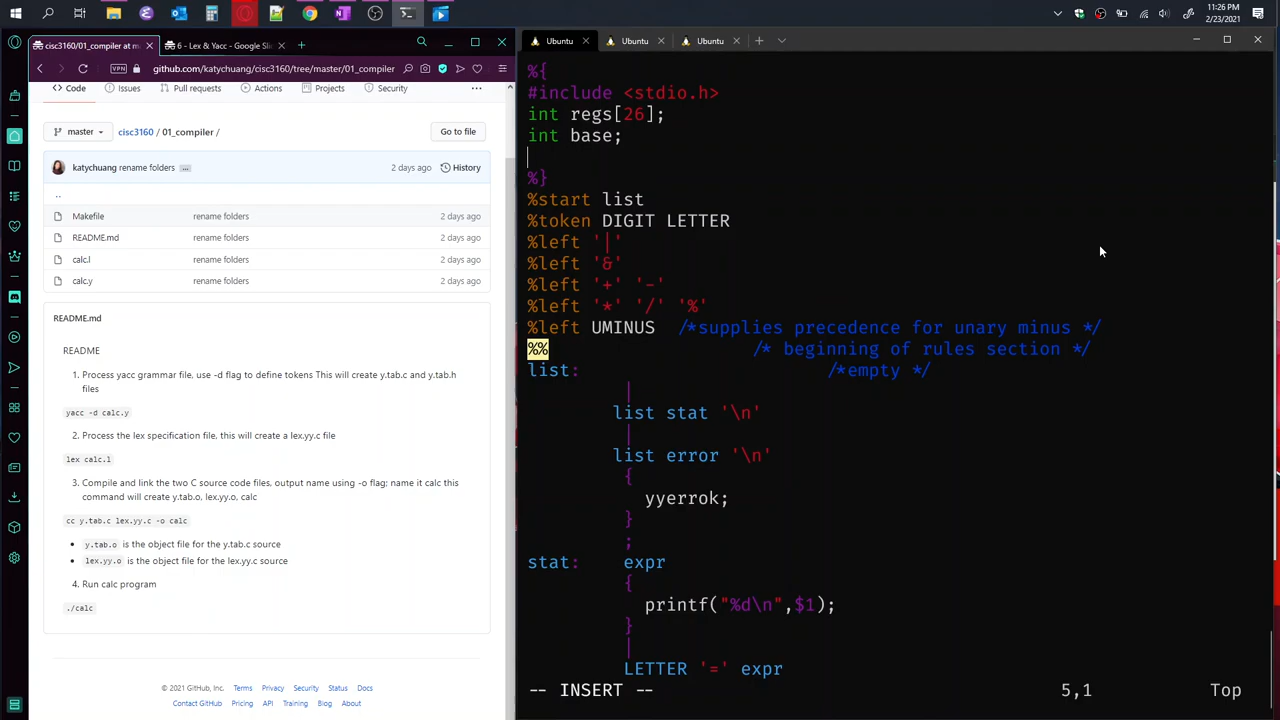 11:26 PM
2/23/2021
cisc3160/01_compiler at m
6 - Lex & Yacc - Google Sli
VPN
github.com/katychuang/cisc3160/tree/master/01_compiler
Code
Issues
Pull requests
Actions
Projects
Security
master
cisc3160 / 01_compiler /
Go to file
katychuang rename folders
2 days ago
History
..
Makefile
rename folders
2 days ago
README.md
rename folders
2 days ago
calc.l
rename folders
2 days ago
calc.y
rename folders
2 days ago
README.md
README
1. Process yacc grammar file, use -d flag to define tokens This will create y.tab.c and y.tab.h
files
yacc -d calc.y
2. Process the lex specification file, this will create a lex.yy.c file
lex calc.l
3. Compile and link the two C source code files, output name using -o flag; name it calc this
command will create y.tab.o, lex.yy.o, calc
cc y.tab.c lex.yy.c -o calc
• y.tab.o is the object file for the y.tab.c source
• lex.yy.o is the object file for the lex.yy.c source
4. Run calc program
./calc
© 2021 GitHub, Inc.
Terms
Privacy
Security
Status
Docs
Contact GitHub
Pricing
API
Training
Blog
About
Ubuntu
Ubuntu
Ubuntu
%{
#include <stdio.h>
int regs[26];
int base;
%}
%start list
%token DIGIT LETTER
%left '|'
%left '&'
%left '+' '-'
%left '*' '/' '%'
%left UMINUS /*supplies precedence for unary minus */
%% /* beginning of rules section */
list: /*empty */
|
list stat '\n'
|
list error '\n'
{
yyerrok;
}
;
stat: expr
{
printf("%d\n",$1);
}
|
LETTER '=' expr
-- INSERT --
5,1
Top